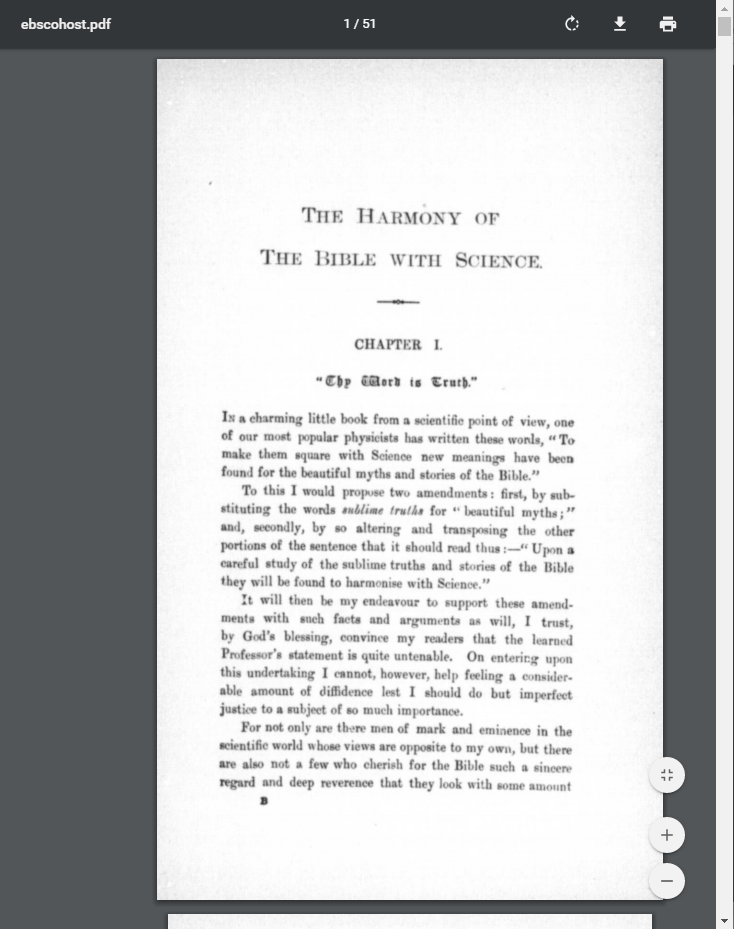 ebscohost.pdf
1 / 51
THE HARMONY OF
THE BIBLE WITH SCIENCE.
CHAPTER I.
"Thy Word is Truth."
IN a charming little book from a scientific point of view, one
of our most popular physicists has written these words, "To
make them square with Science new meanings have been
found for the beautiful myths and stories of the Bible."
To this I would propose two amendments: first, by sub-
stituting the words sublime truths for "beautiful myths;"
and, secondly, by so altering and transposing the other
portions of the sentence that it should read thus:—"Upon a
careful study of the sublime truths and stories of the Bible
they will be found to harmonise with Science."
It will then be my endeavour to support these amend-
ments with such facts and arguments as will, I trust,
by God's blessing, convince my readers that the learned
Professor's statement is quite untenable. On entering upon
this undertaking I cannot, however, help feeling a consider-
able amount of diffidence lest I should do but imperfect
justice to a subject of so much importance.
For not only are there men of mark and eminence in the
scientific world whose views are opposite to my own, but there
are also not a few who cherish for the Bible such a sincere
regard and deep reverence that they look with some amount
B